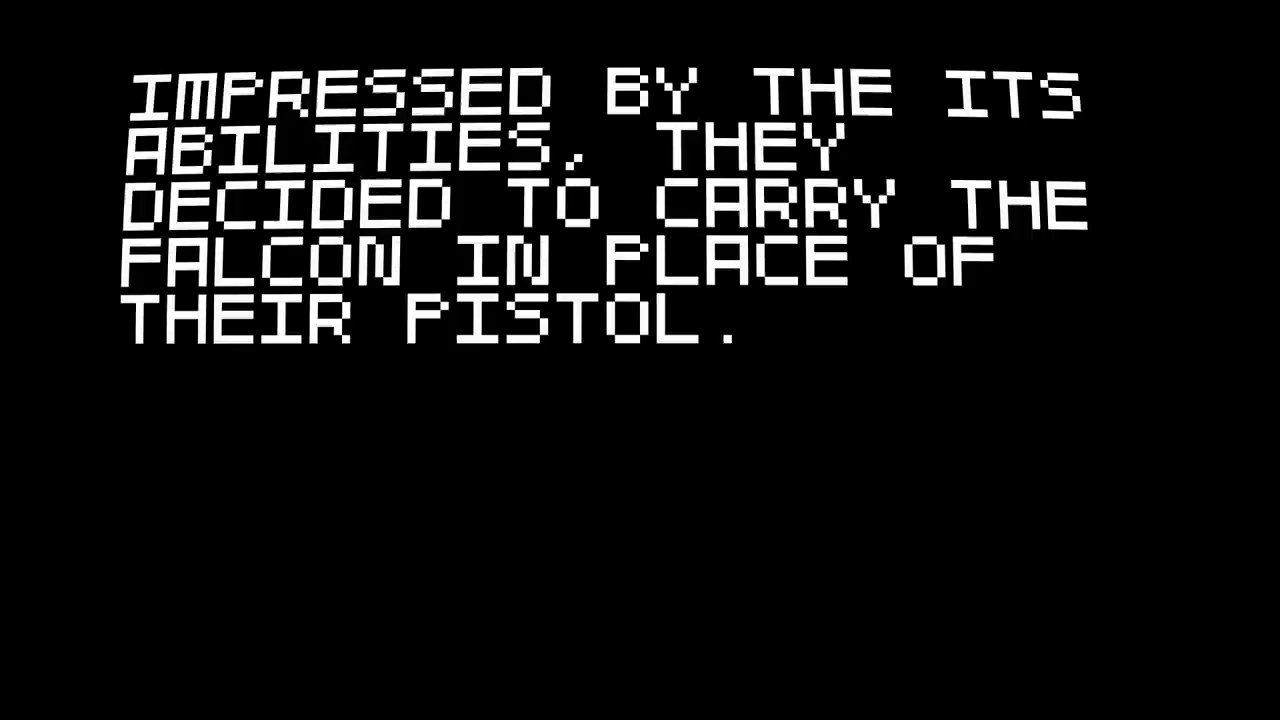 IMPRESSED BY THE ITS
ABILITIES, THEY
DECIDED TO CARRY THE
FALCON IN PLACE OF
THEIR PISTOL.